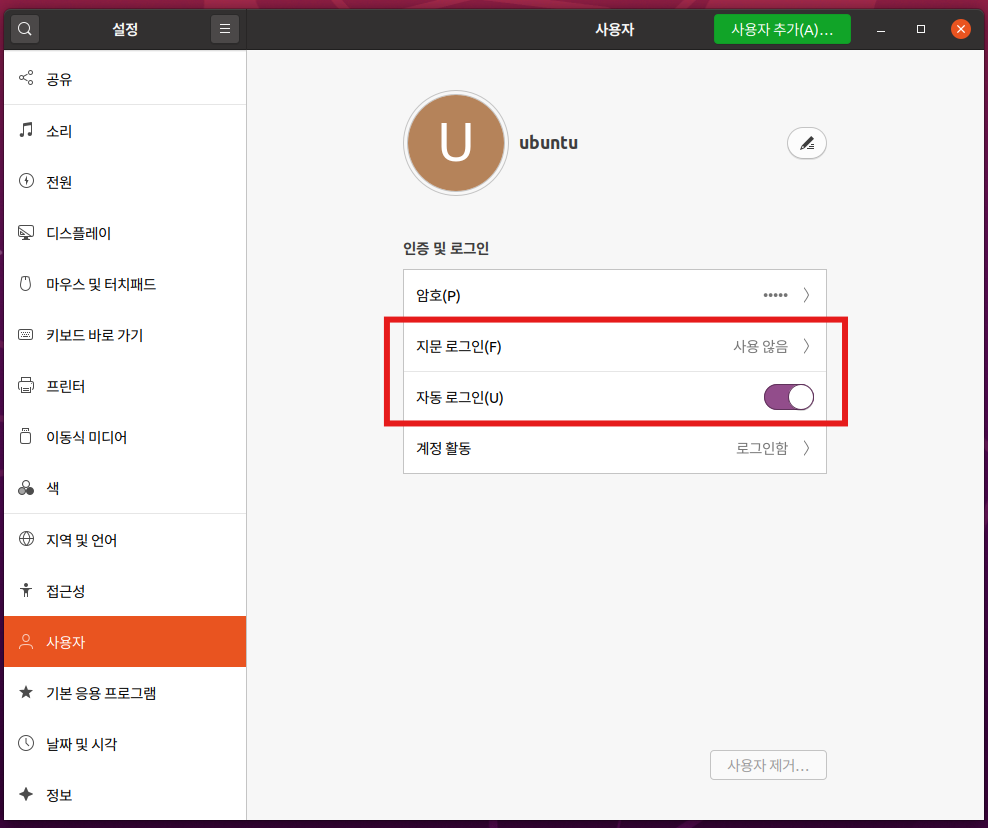 설정
사용자
사용자 추가(A)...
공유
소리
전원
디스플레이
마우스 및 터치패드
키보드 바로 가기
프린터
이동식 미디어
색
지역 및 언어
접근성
사용자
기본 응용 프로그램
날짜 및 시각
정보
U
ubuntu
인증 및 로그인
암호(P) •••••
지문 로그인(F) 사용 않음
자동 로그인(U)
계정 활동 로그인함
사용자 제거...